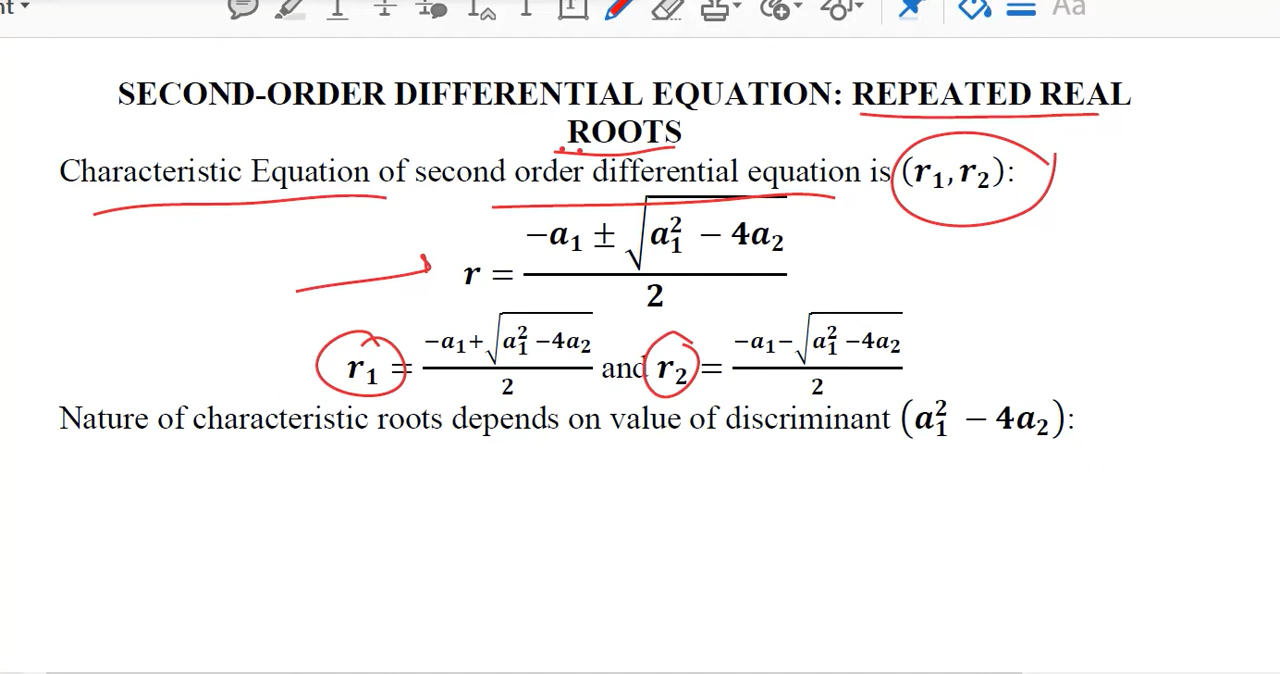 nt
Aa
SECOND-ORDER DIFFERENTIAL EQUATION: REPEATED REAL
ROOTS
Characteristic Equation of second order differential equation is (r₁, r₂):
r = (−a₁ ± √(a₁² − 4a₂)) / 2
r₁ = (−a₁+√(a₁² −4a₂)) / 2 and r₂ = (−a₁−√(a₁² −4a₂)) / 2
Nature of characteristic roots depends on value of discriminant (a₁² − 4a₂):